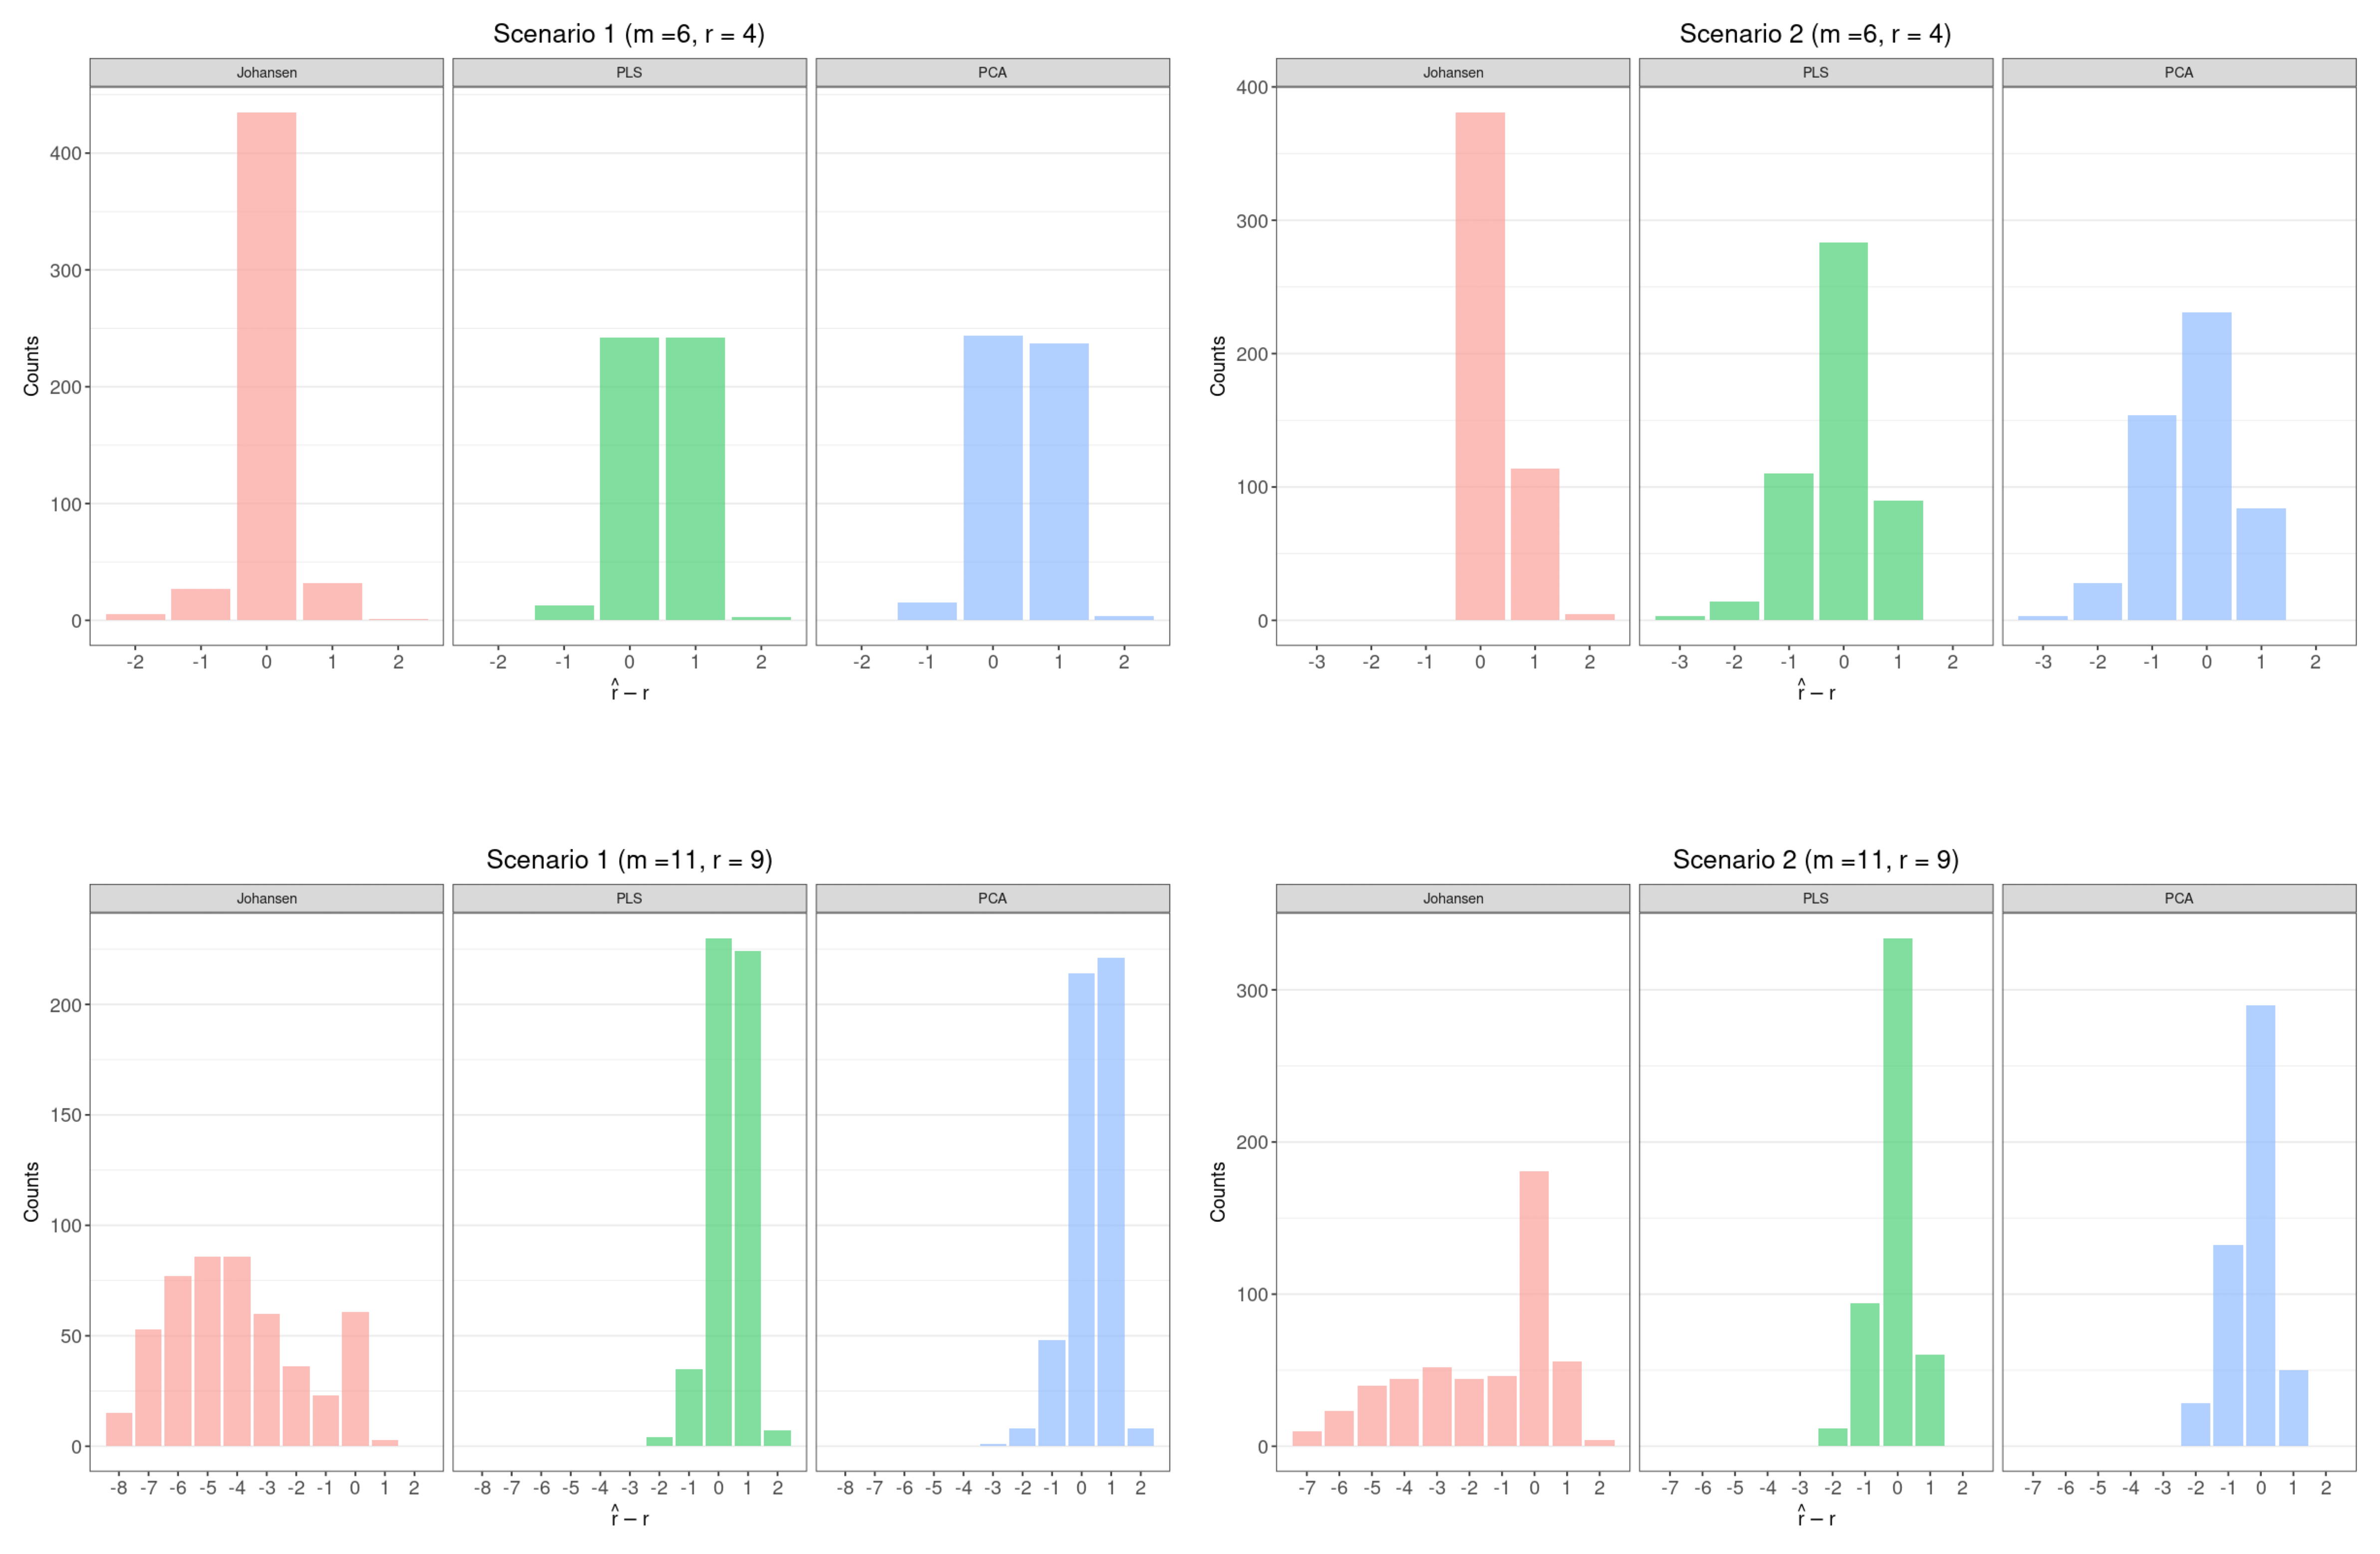 Scenario 1 (m =6, r = 4)
Johansen PLS PCA
400
300
200
100
0
Counts
-2 -1 0 1 2 -2 -1 0 1 2 -2 -1 0 1 2
r̂ − r
Scenario 2 (m =6, r = 4)
Johansen PLS PCA
400
300
200
100
0
Counts
-3 -2 -1 0 1 2 -3 -2 -1 0 1 2 -3 -2 -1 0 1 2
r̂ − r
Scenario 1 (m =11, r = 9)
Johansen PLS PCA
200
150
100
50
0
Counts
-8 -7 -6 -5 -4 -3 -2 -1 0 1 2 -8 -7 -6 -5 -4 -3 -2 -1 0 1 2 -8 -7 -6 -5 -4 -3 -2 -1 0 1 2
r̂ − r
Scenario 2 (m =11, r = 9)
Johansen PLS PCA
300
200
100
0
Counts
-7 -6 -5 -4 -3 -2 -1 0 1 2 -7 -6 -5 -4 -3 -2 -1 0 1 2 -7 -6 -5 -4 -3 -2 -1 0 1 2
r̂ − r